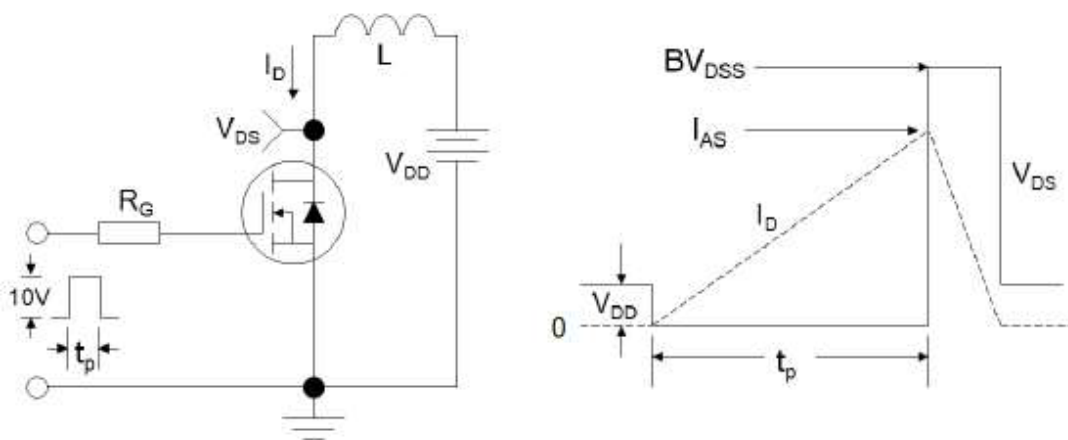 L
I_D
V_DS
V_DD
R_G
10V
t_p
BV_DSS
I_AS
V_DS
I_D
V_DD
0
t_p